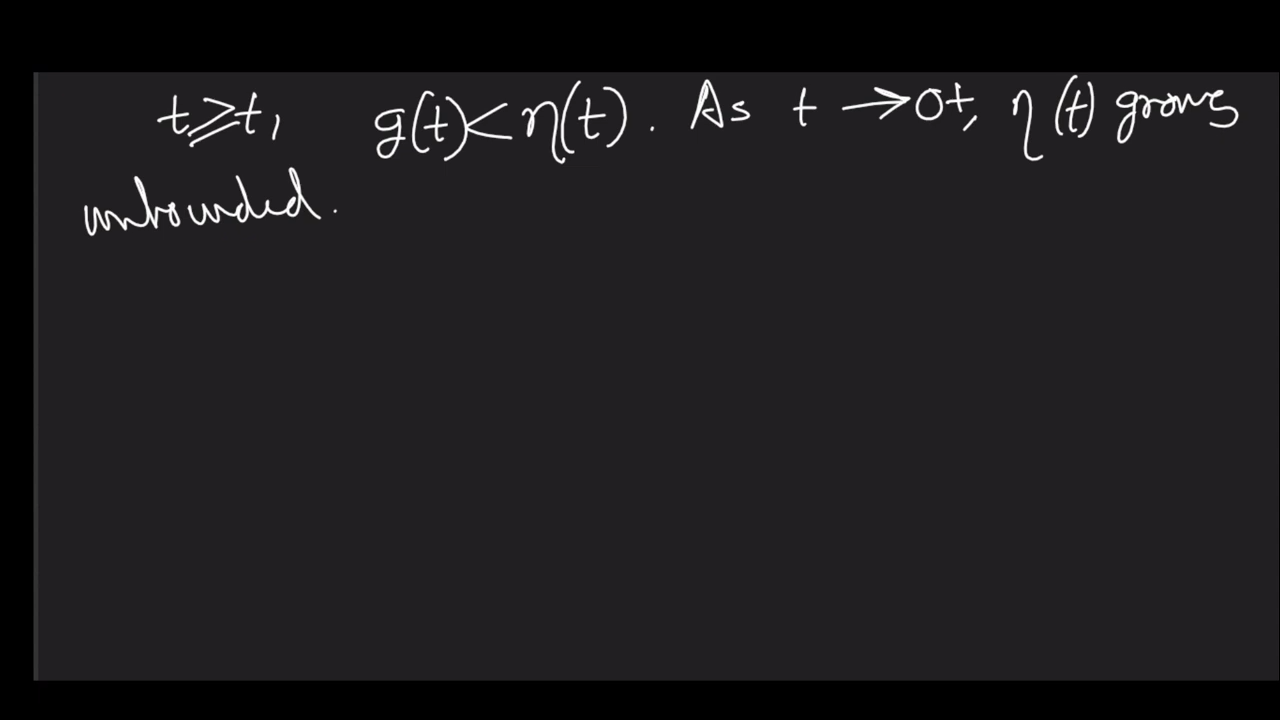 t ⩾ t₁ g(t) < η(t). As t → 0+, η(t) grows
unbounded.